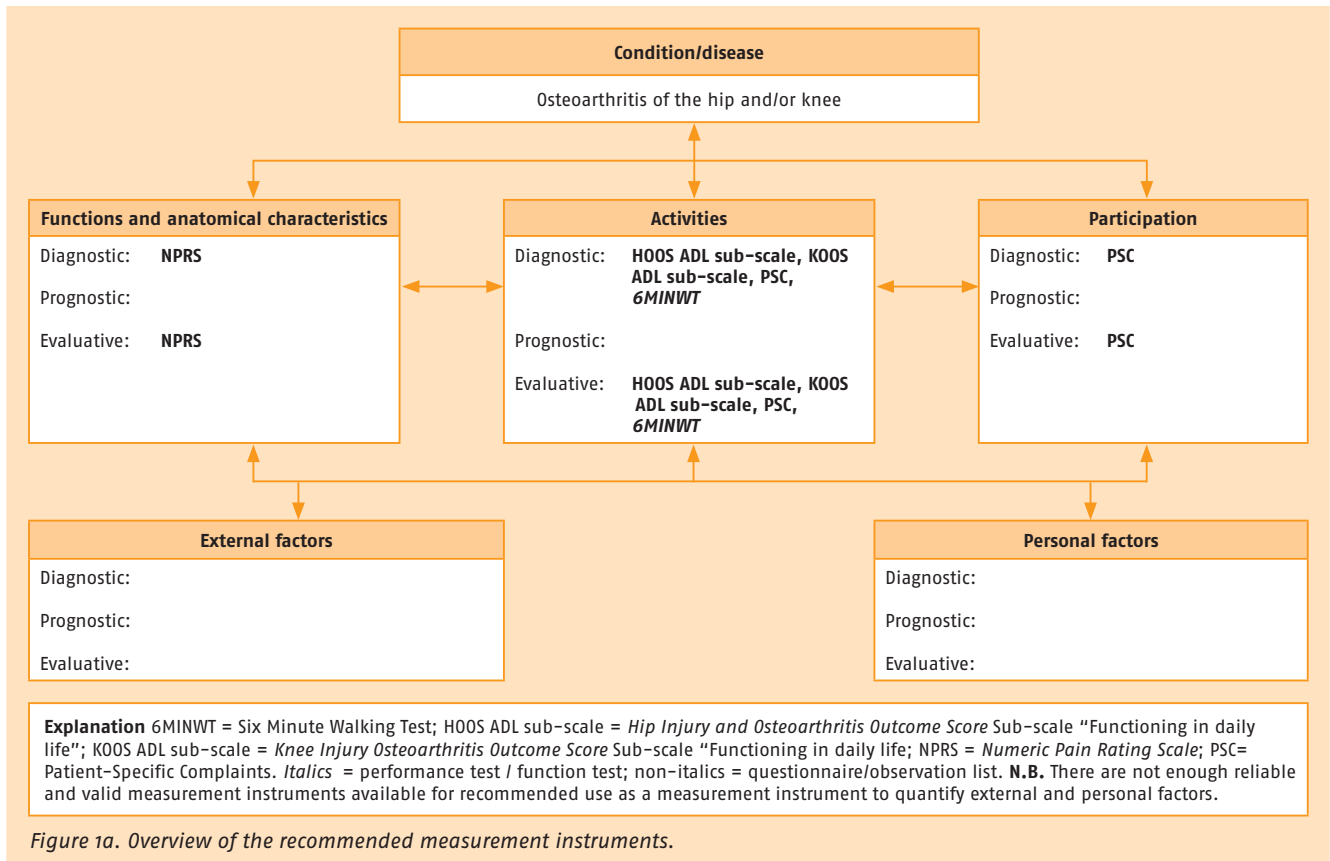 Condition/disease
Osteoarthritis of the hip and/or knee
Functions and anatomical characteristics
Diagnostic: NPRS
Prognostic:
Evaluative: NPRS
Activities
Diagnostic: HOOS ADL sub-scale, KOOS
ADL sub-scale, PSC,
6MINWT
Prognostic:
Evaluative: HOOS ADL sub-scale, KOOS
ADL sub-scale, PSC,
6MINWT
Participation
Diagnostic: PSC
Prognostic:
Evaluative: PSC
External factors
Diagnostic:
Prognostic:
Evaluative:
Personal factors
Diagnostic:
Prognostic:
Evaluative:
Explanation 6MINWT = Six Minute Walking Test; HOOS ADL sub-scale = Hip Injury and Osteoarthritis Outcome Score Sub-scale “Functioning in daily
life”; KOOS ADL sub-scale = Knee Injury Osteoarthritis Outcome Score Sub-scale “Functioning in daily life; NPRS = Numeric Pain Rating Scale; PSC=
Patient-Specific Complaints. Italics = performance test / function test; non-italics = questionnaire/observation list. N.B. There are not enough reliable
and valid measurement instruments available for recommended use as a measurement instrument to quantify external and personal factors.
Figure 1a. Overview of the recommended measurement instruments.